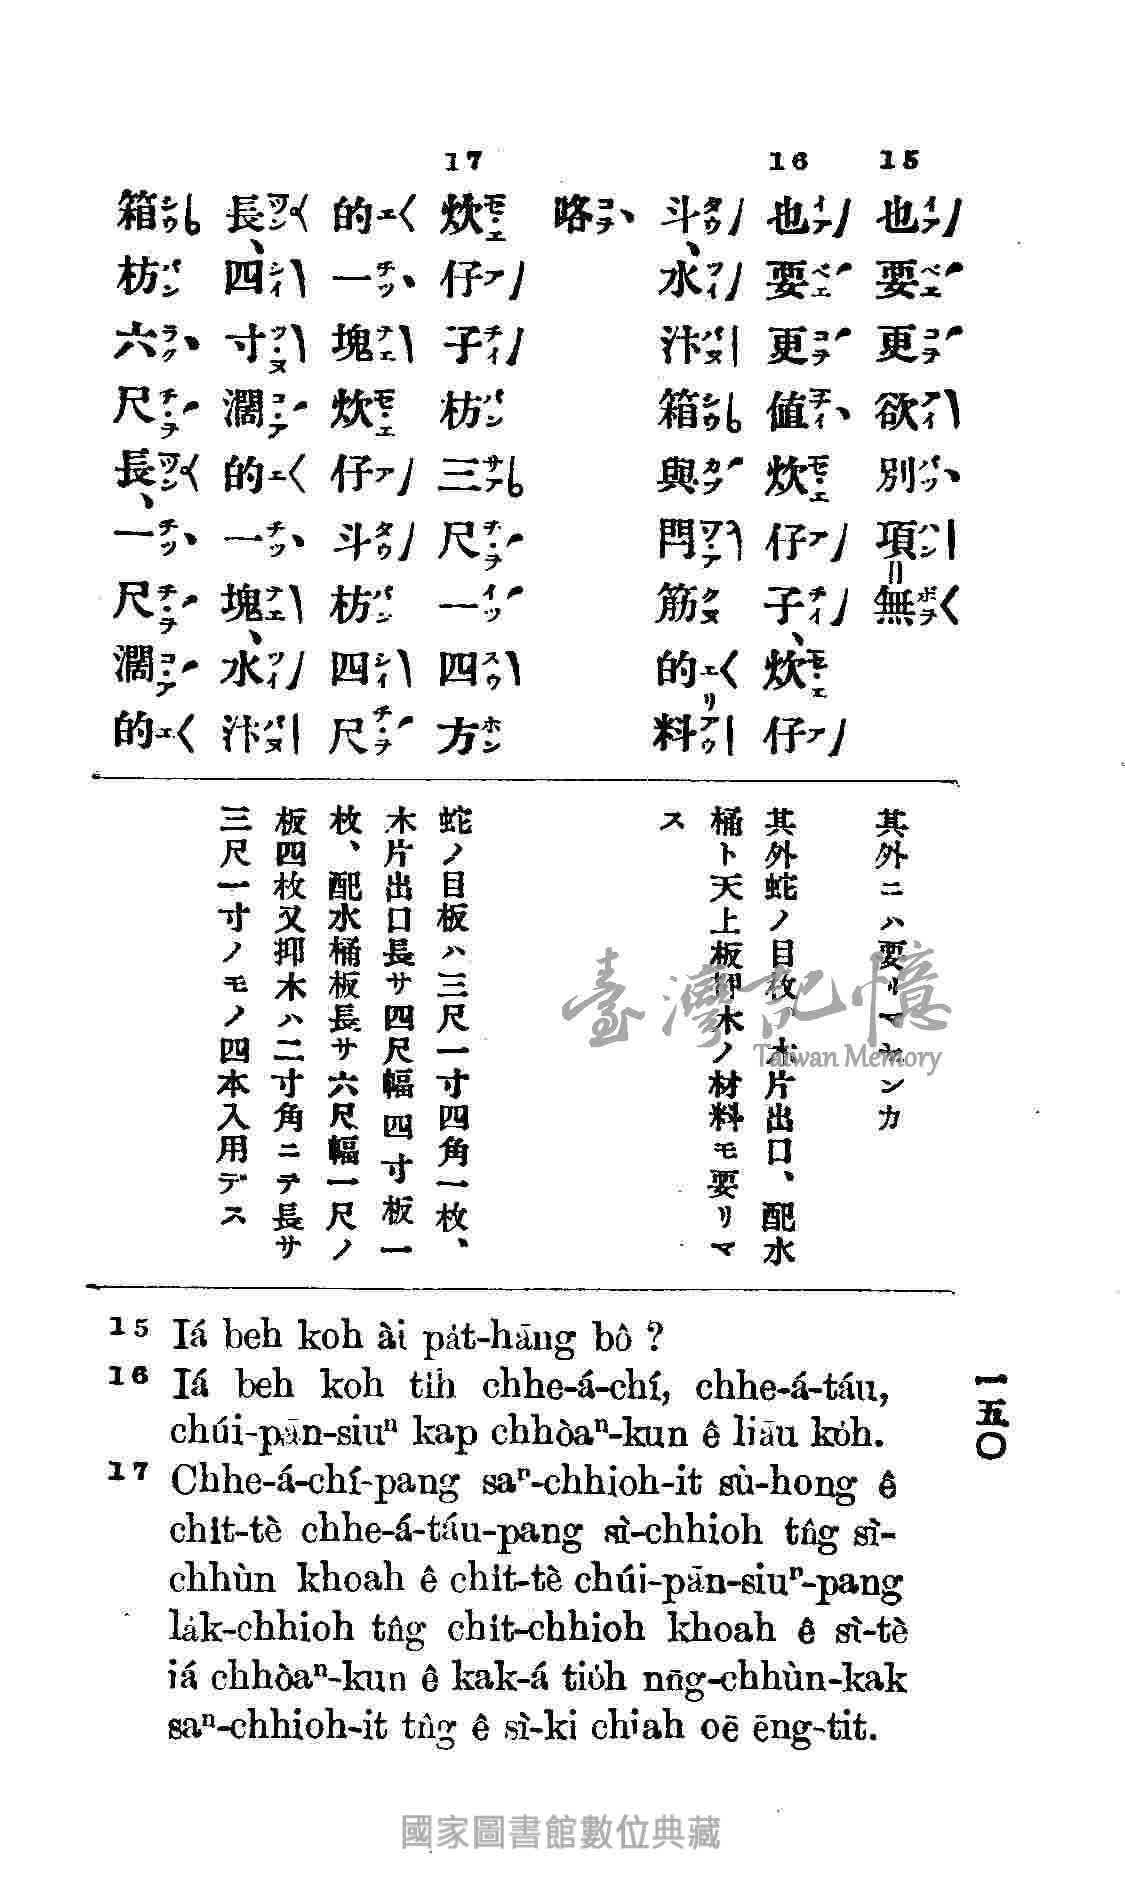 15
也要更欲別項無
16
也要更值炊仔子、炊仔
斗、水汴箱與閂筋的料
咯
17
炊仔子枋三尺一四方
的一塊炊仔斗枋四尺
長、四寸濶的一塊、水汴
箱枋六尺長、一尺濶的
其外ニハ要リマセンカ
其外蛇ノ目枚、木片出口、配水
桶ト天上板押木ノ材料モ要リマ
ス
蛇ノ目板ハ三尺一寸四角一枚、
木片出口長サ四尺幅四寸板一
枚、配水桶板長サ六尺幅一尺ノ
板四枚又抑木ハ二寸角ニテ長サ
三尺一寸ノモノ四本入用デス
15 Iá beh koh ài pa̍t-hāng bô ?
16 Iá beh koh tih chhe-á-chí, chhe-á-táu,
chúi-pān-siuⁿ kap chhòaⁿ-kun ê liāu ko̍h.
17 Chhe-á-chí-pang saⁿ-chhioh-it sù-hong ê
chit-tè chhe-á-táu-pang sì-chhioh tn̂g sì-
chhùn khoah ê chi̍t-tè chúi-pān-siuⁿ-pang
la̍k-chhioh tn̂g chi̍t-chhioh khoah ê sì-tè
iá chhòaⁿ-kun ê kak-á tio̍h nn̄g-chhùn-kak
saⁿ-chhioh-it tn̂g ê sì-ki chiah oē ēng-tit.
一五〇
臺灣記憶
Taiwan Memory
國家圖書館數位典藏